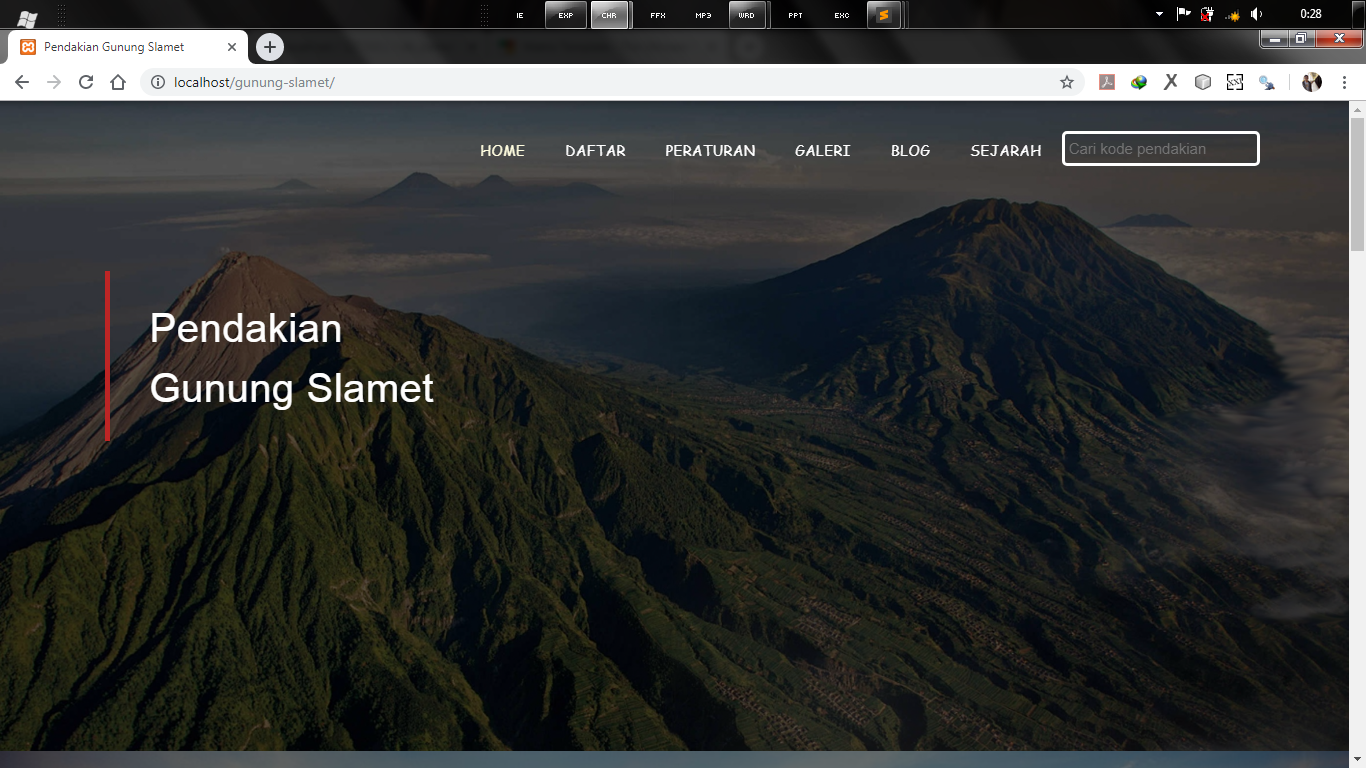 IE EXP CHR FFX MP3 WRD PPT EXC 0:28
Pendakian Gunung Slamet
localhost/gunung-slamet/
HOME DAFTAR PERATURAN GALERI BLOG SEJARAH Cari kode pendakian
Pendakian
Gunung Slamet